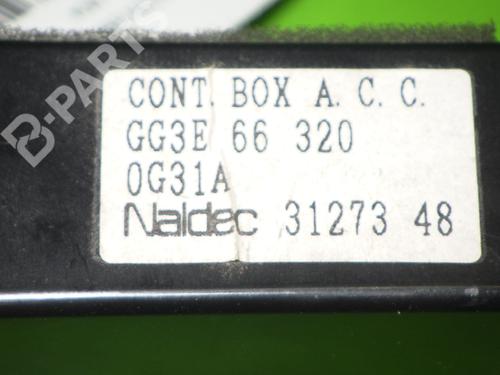 B-PARTS
CONT. BOX A. C. C.
GG3E 66 320
0G31A
Naldec 31273 48